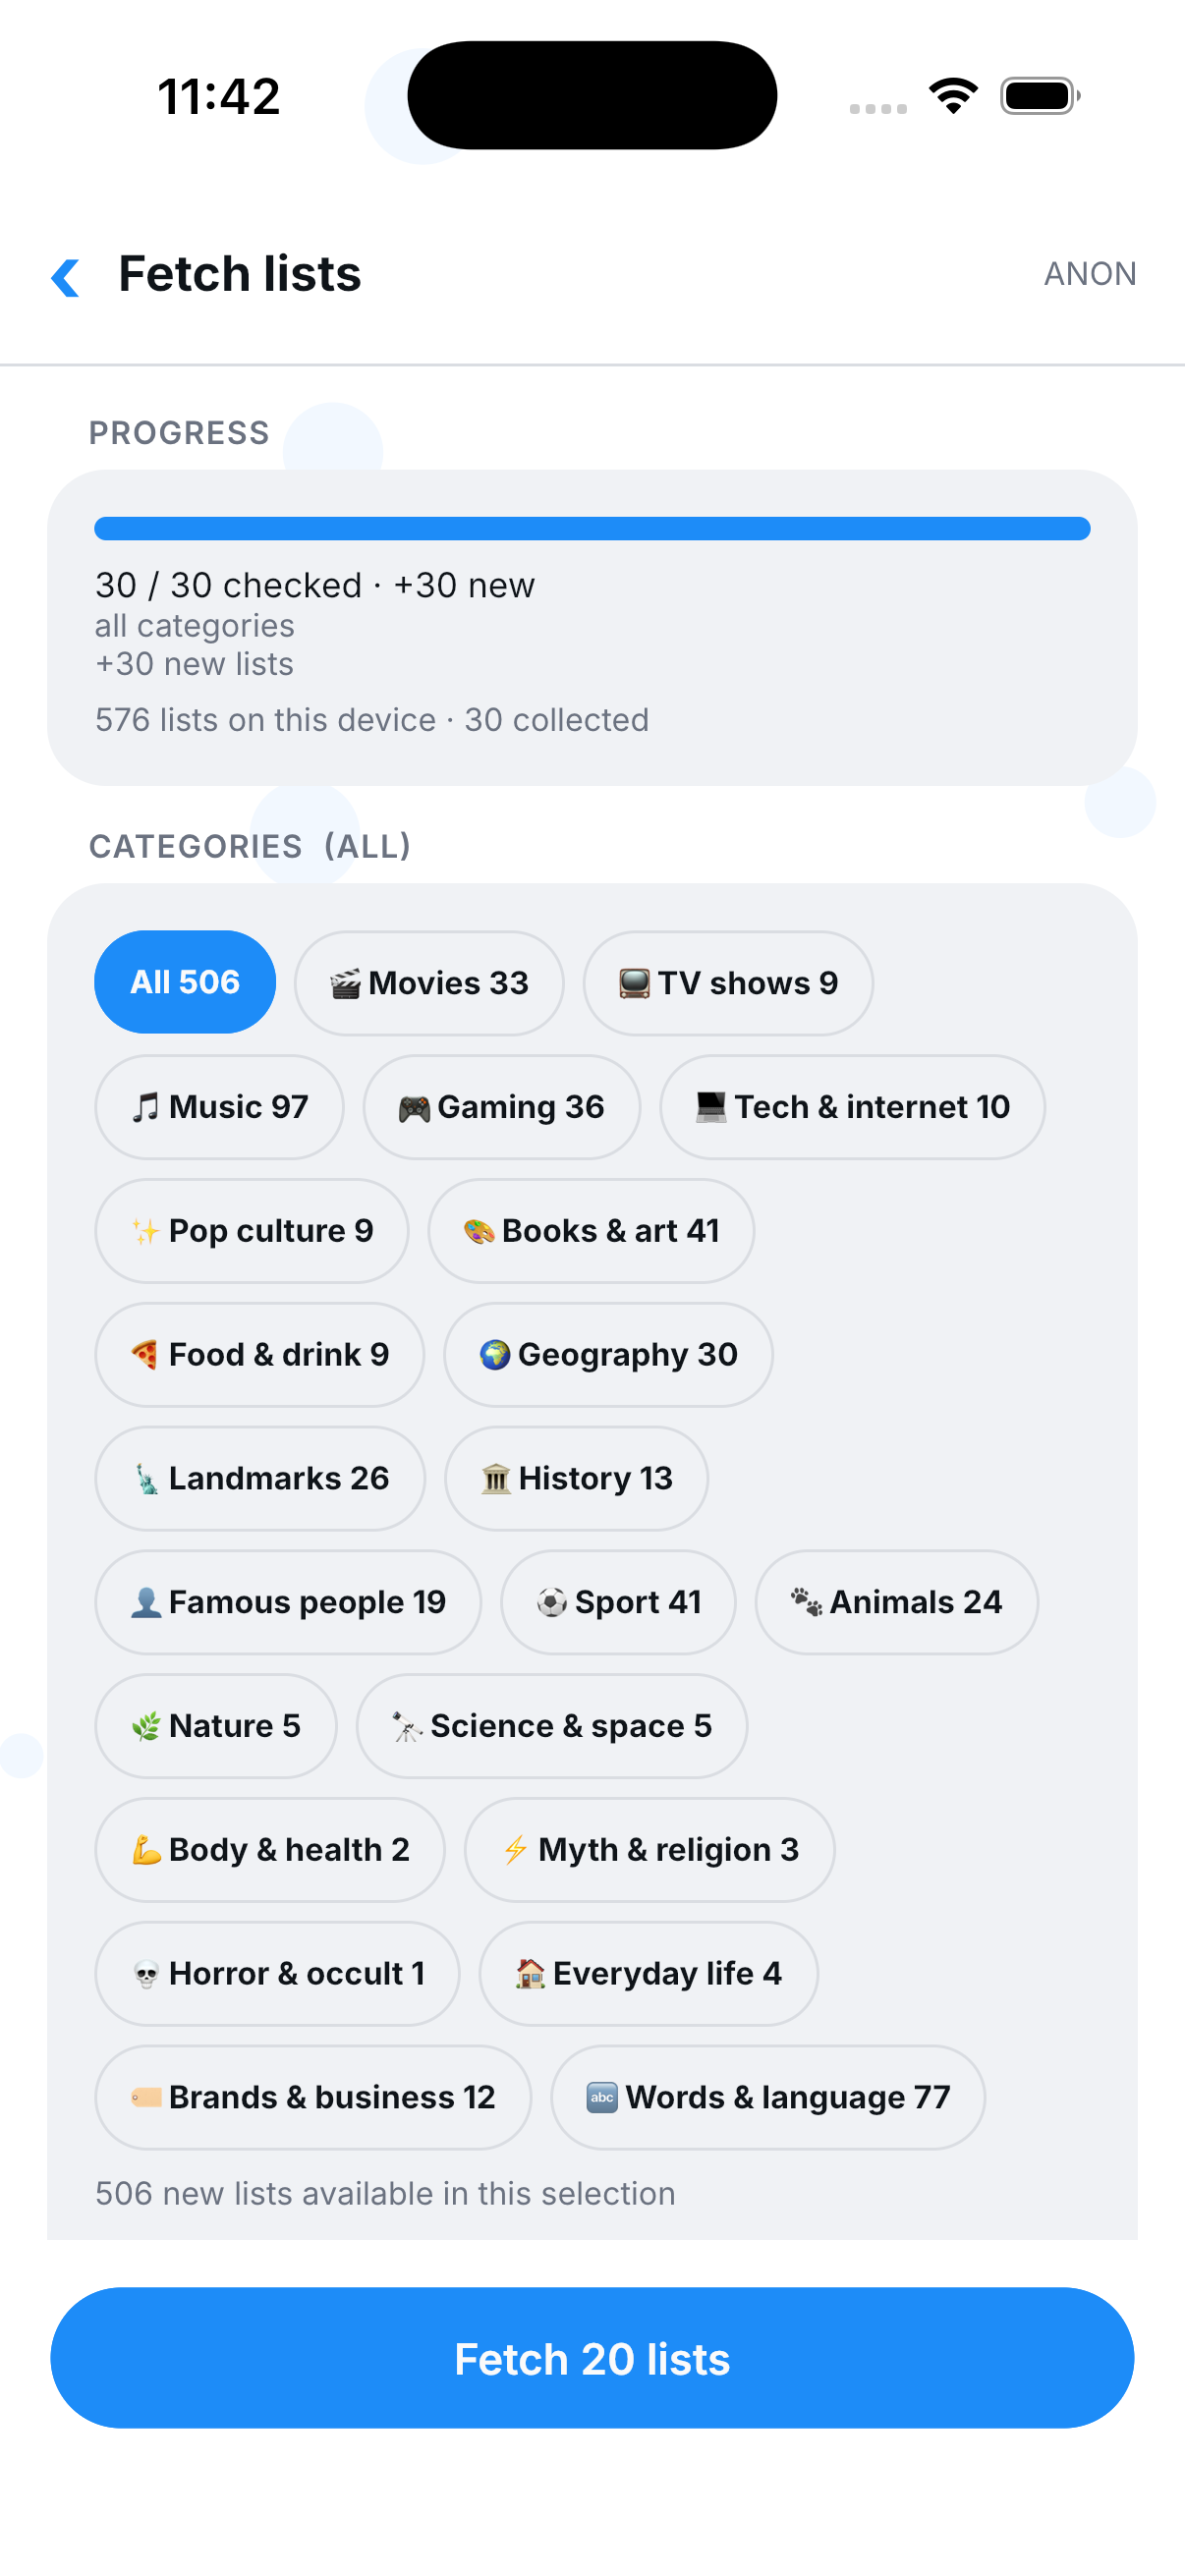 11:42
Fetch lists
ANON
PROGRESS
30 / 30 checked · +30 new
all categories
+30 new lists
576 lists on this device · 30 collected
CATEGORIES (ALL)
All 506
Movies 33
TV shows 9
Music 97
Gaming 36
Tech & internet 10
Pop culture 9
Books & art 41
Food & drink 9
Geography 30
Landmarks 26
History 13
Famous people 19
Sport 41
Animals 24
Nature 5
Science & space 5
Body & health 2
Myth & religion 3
Horror & occult 1
Everyday life 4
Brands & business 12
abc Words & language 77
506 new lists available in this selection
Fetch 20 lists